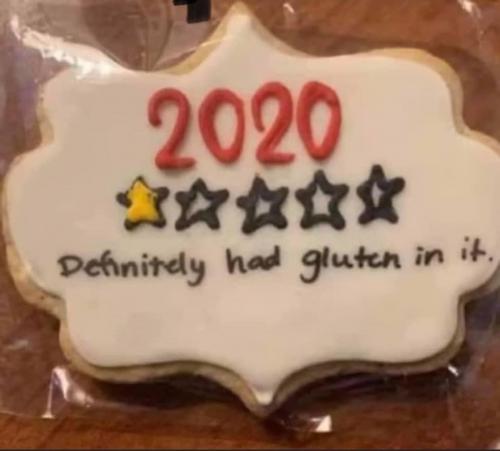 2020
Definitely had gluten in it.